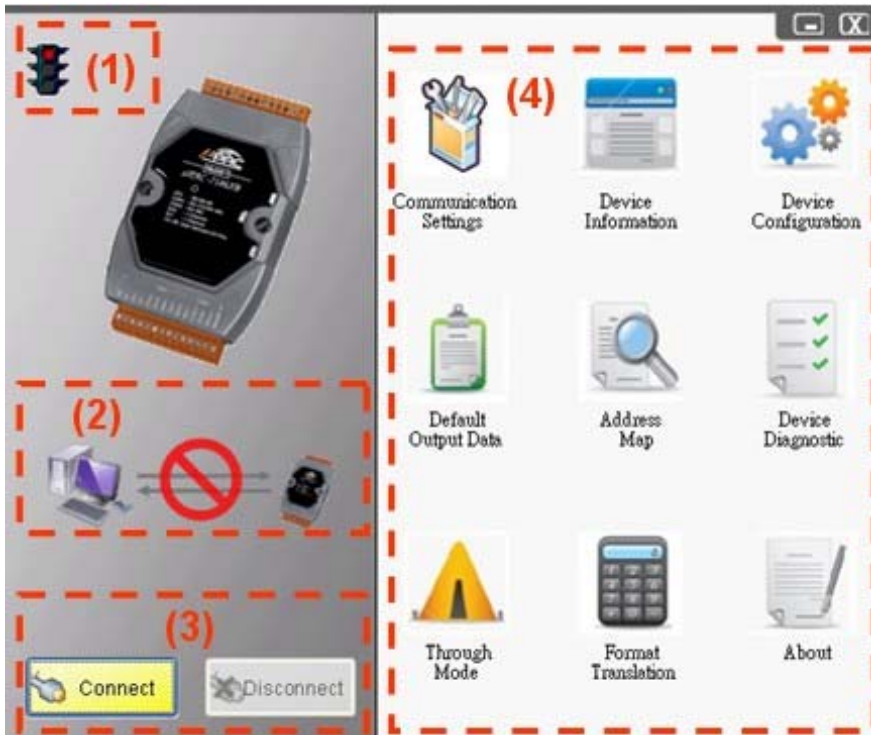 (1)
(2)
(3)
Connect
Disconnect
X
(4)
Communication
Settings
Device
Information
Device
Configuration
Default
Output Data
Address
Map
Device
Diagnostic
Through
Mode
Format
Translation
About